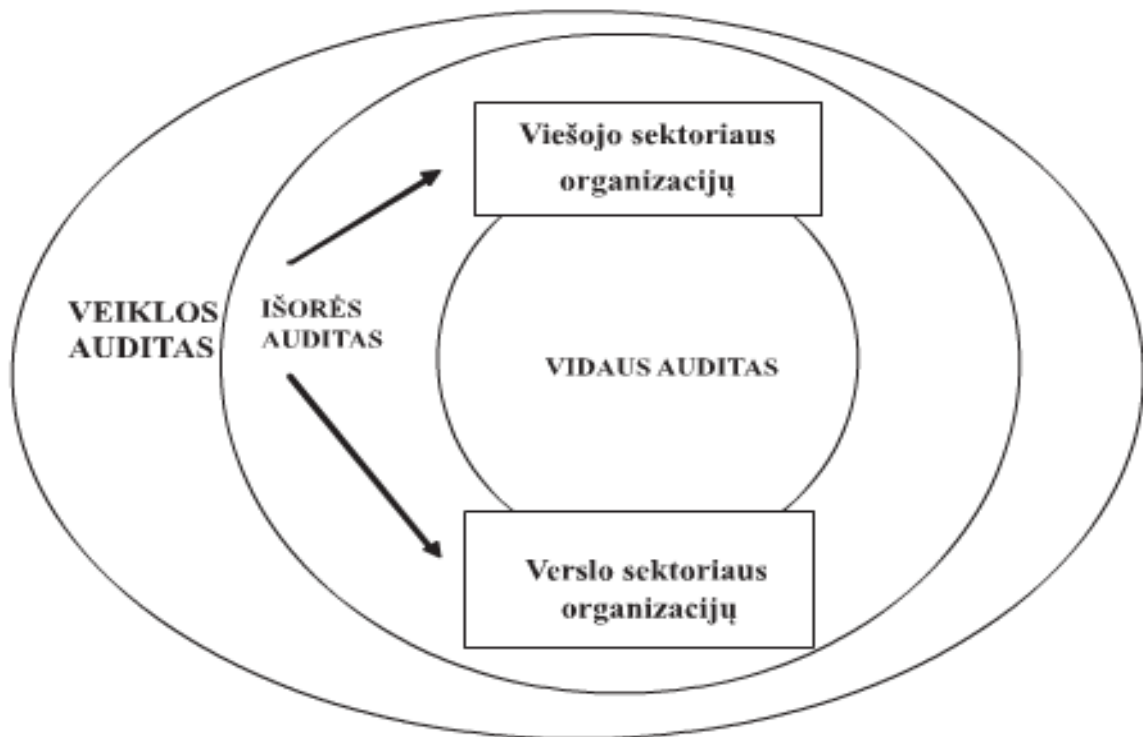 Viešojo sektoriaus
organizacijų
VEIKLOS
AUDITAS
IŠORĖS
AUDITAS
VIDAUS AUDITAS
Verslo sektoriaus
organizacijų